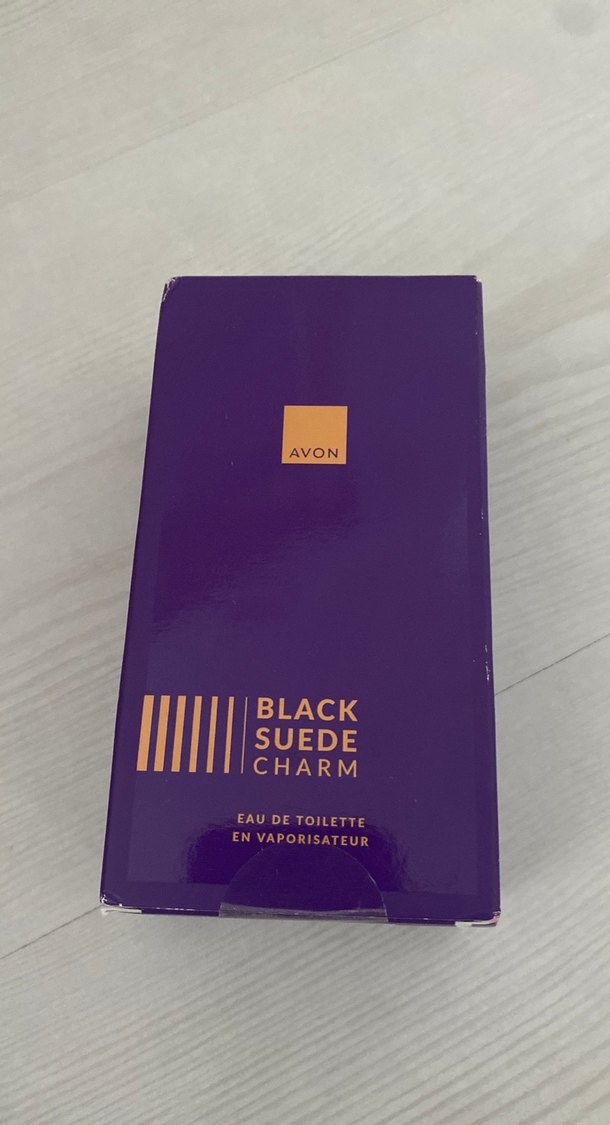 AVON
BLACK
SUEDE
CHARM
EAU DE TOILETTE
EN VAPORISATEUR